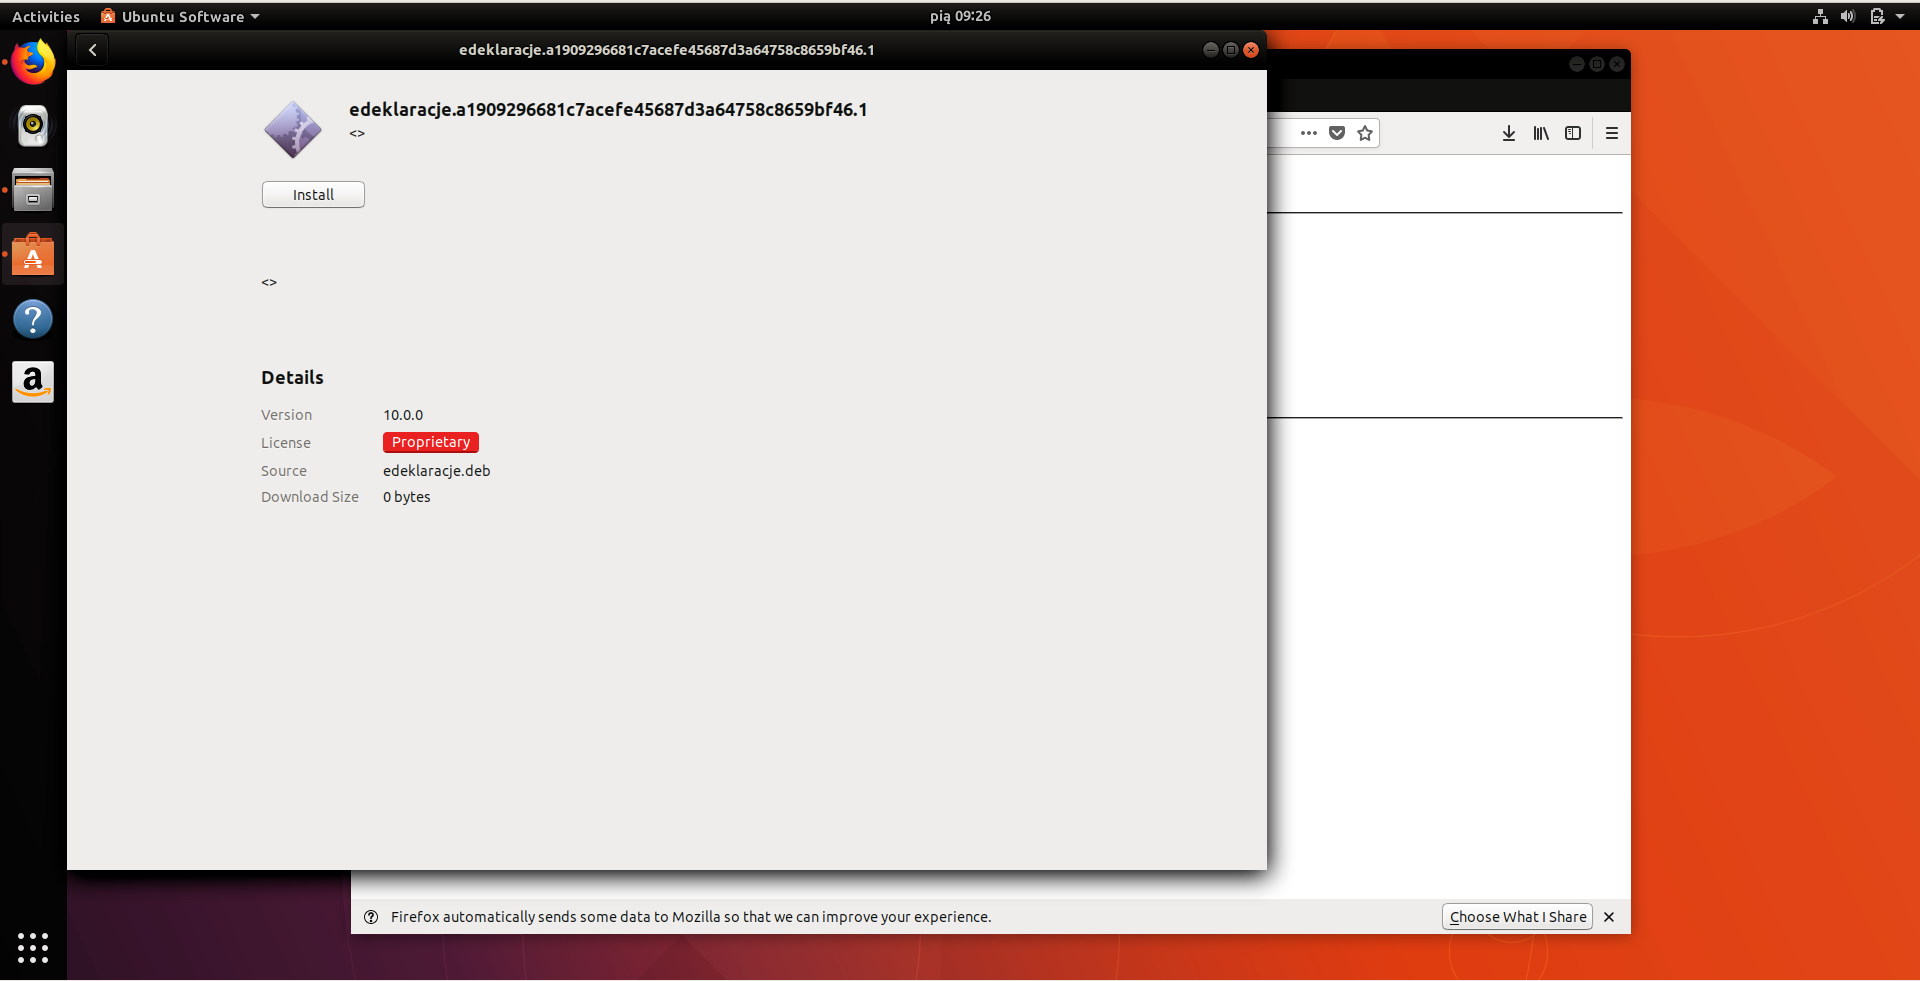 Activities Ubuntu Software pią 09:26
edeklaracje.a1909296681c7acefe45687d3a64758c8659bf46.1
edeklaracje.a1909296681c7acefe45687d3a64758c8659bf46.1
<>
Install
<>
Details
Version 10.0.0
License Proprietary
Source edeklaracje.deb
Download Size 0 bytes
Firefox automatically sends some data to Mozilla so that we can improve your experience. Choose What I Share